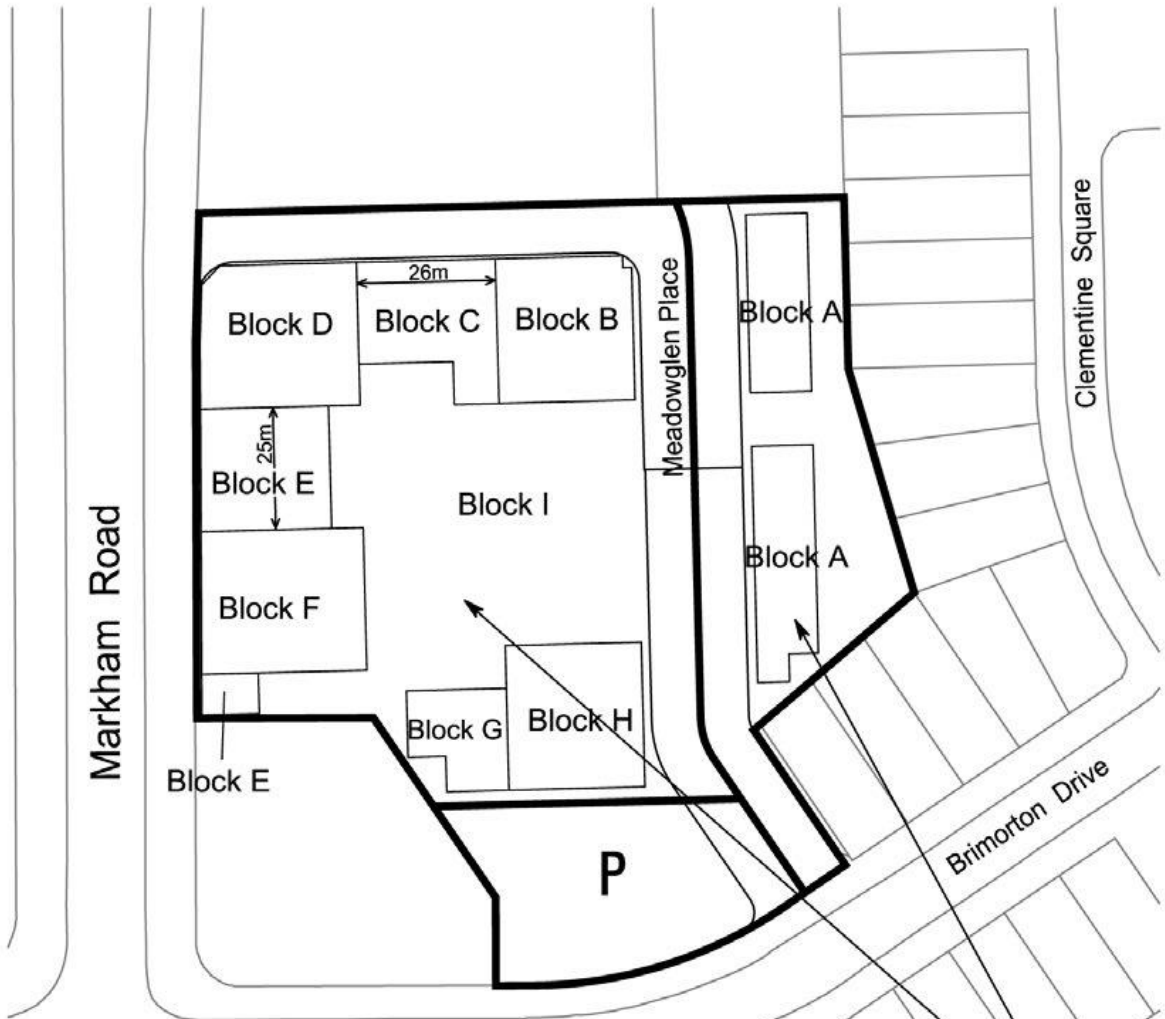 26m
Block D
Block C
Block B
Block A
Meadowglen Place
Clementine Square
25m
Block E
Block I
Markham Road
Block A
Block F
Block G
Block H
Block E
Brimorton Drive
P